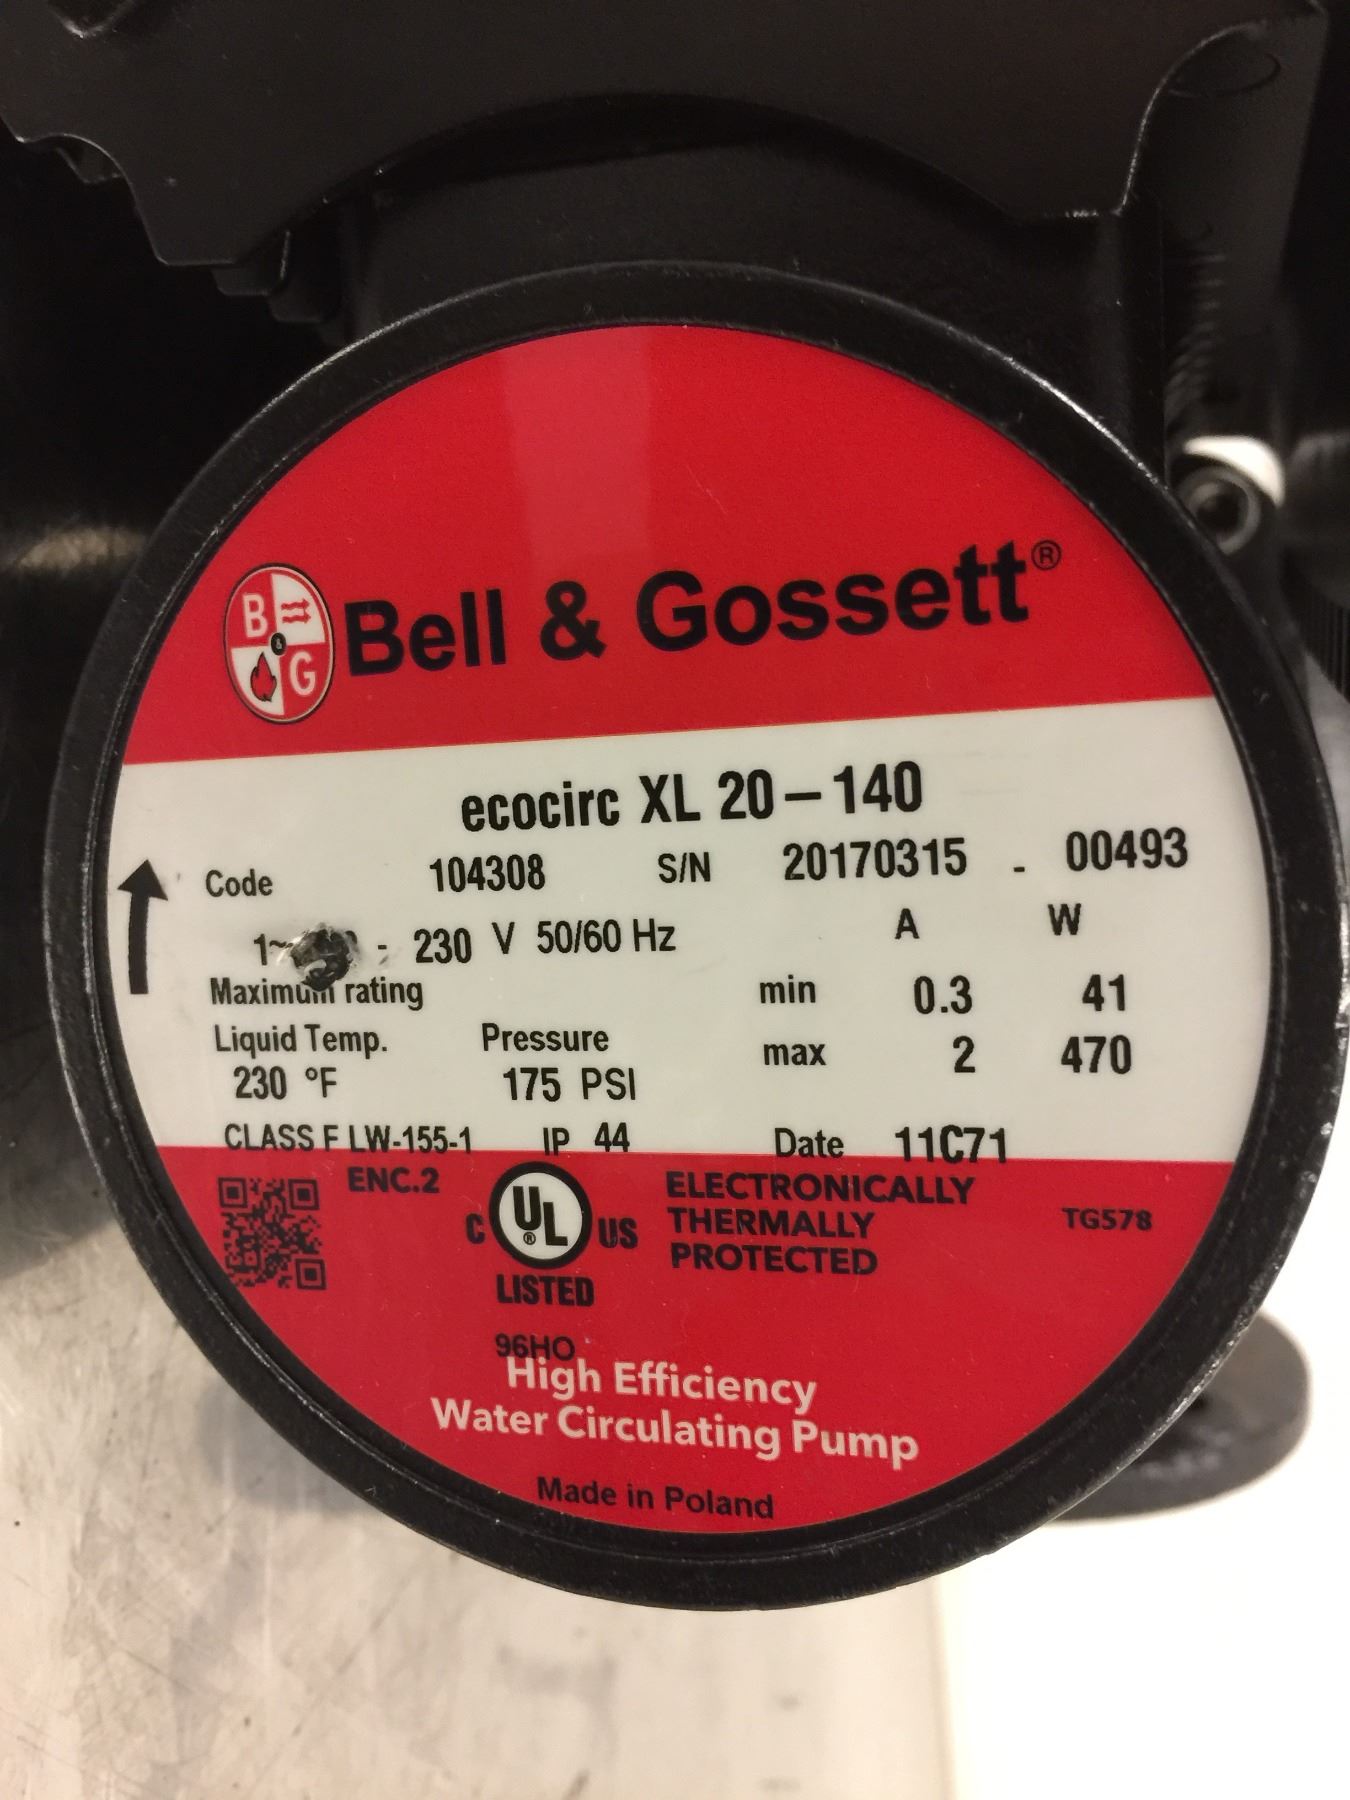 B
&
G
Bell & Gossett®
ecocirc XL 20-140
Code 104308 S/N 20170315 - 00493
1~ - 230 V 50/60 Hz A W
Maximum rating min 0.3 41
Liquid Temp. Pressure max 2 470
230 °F 175 PSI
CLASS F LW-155-1 IP 44 Date 11C71
ENC.2
C UL® US
LISTED
ELECTRONICALLY
THERMALLY
PROTECTED
TG578
96HO
High Efficiency
Water Circulating Pump
Made in Poland